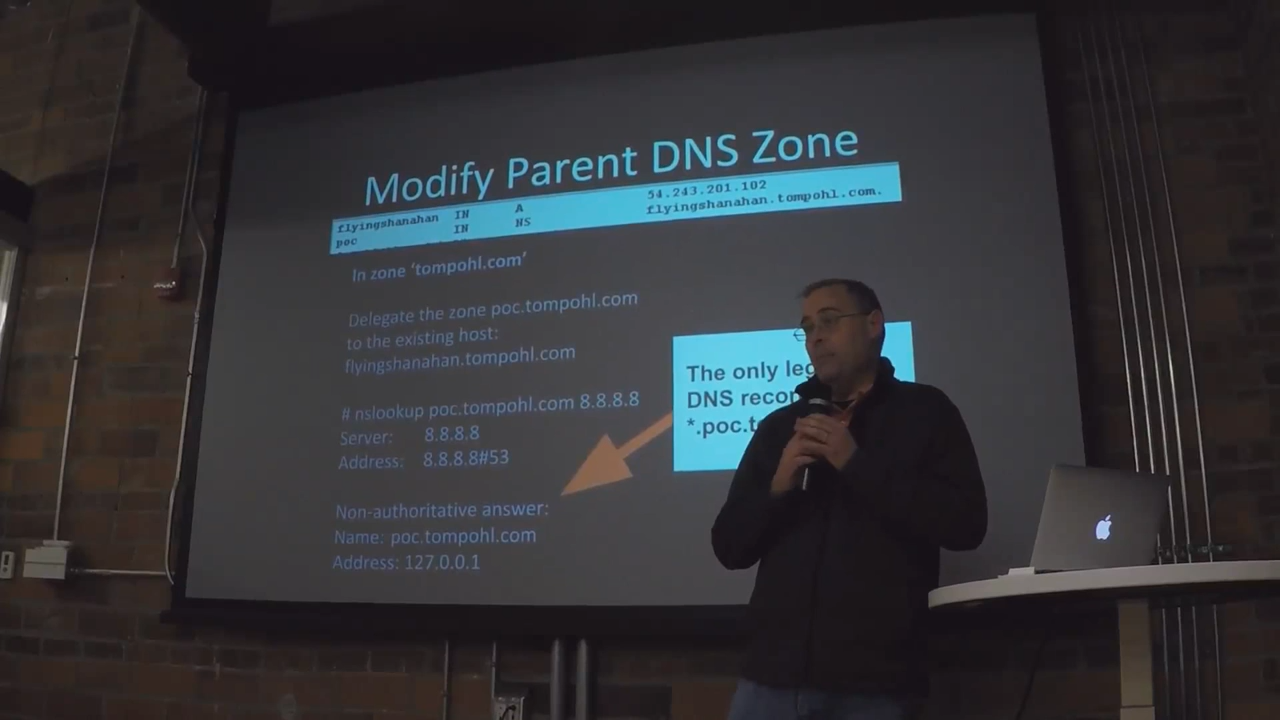 Modify Parent DNS Zone
flyingshanahan IN A 54.243.201.102
poc IN NS flyingshanahan.tompohl.com.
In zone ‘tompohl.com’
Delegate the zone poc.tompohl.com
to the existing host:
flyingshanahan.tompohl.com
# nslookup poc.tompohl.com 8.8.8.8
Server: 8.8.8.8
Address: 8.8.8.8#53
Non-authoritative answer:
Name: poc.tompohl.com
Address: 127.0.0.1
The only leg
DNS reco
*.poc.t